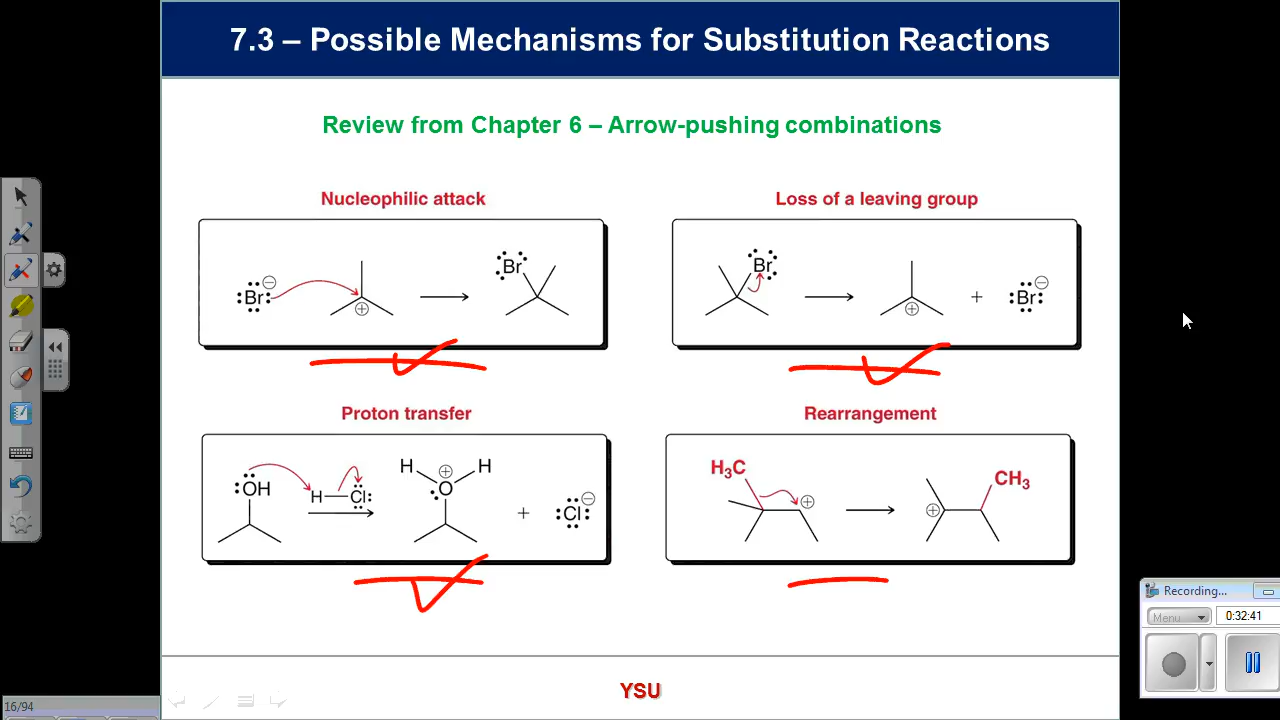 7.3 – Possible Mechanisms for Substitution Reactions
Review from Chapter 6 – Arrow-pushing combinations
Nucleophilic attack
Br
Br
Loss of a leaving group
Br
+
Br
Proton transfer
OH
H
Cl
H
H
O
+
Cl
Rearrangement
H3C
CH3
YSU
16/94
Recording...
Menu
0:32:41